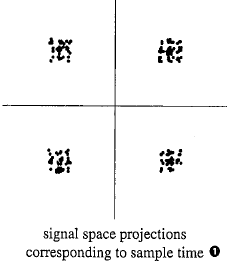 signal space projections
corresponding to sample time ❶